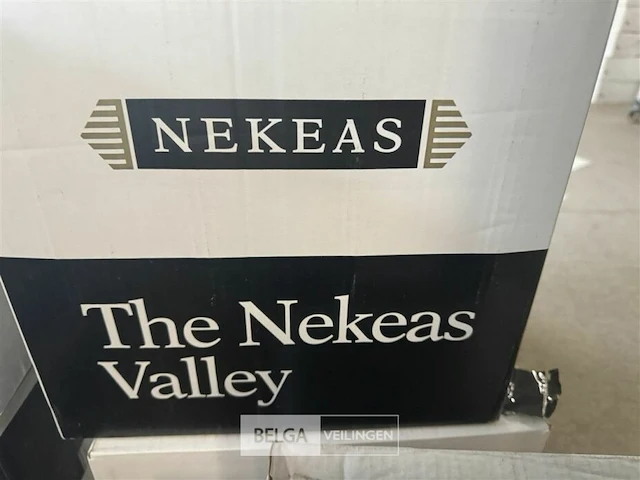 NEKEAS
The Nekeas
Valley
BELGA VEILINGEN